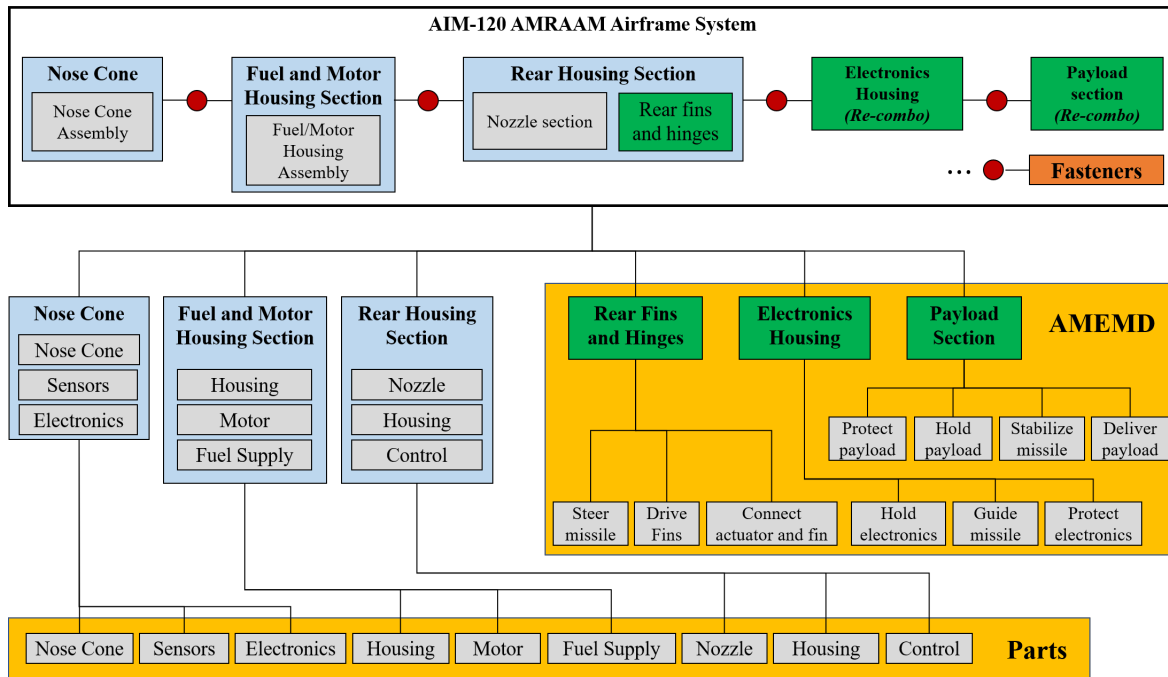 AIM-120 AMRAAM Airframe System
Nose Cone
Nose Cone
Assembly
Fuel and Motor
Housing Section
Fuel/Motor
Housing
Assembly
Rear Housing Section
Nozzle section
Rear fins
and hinges
Electronics
Housing
(Re-combo)
Payload
section
(Re-combo)
...
Fasteners
Nose Cone
Nose Cone
Sensors
Electronics
Fuel and Motor
Housing Section
Housing
Motor
Fuel Supply
Rear Housing
Section
Nozzle
Housing
Control
Rear Fins
and Hinges
Electronics
Housing
Payload
Section
AMEMD
Protect
payload
Hold
payload
Stabilize
missile
Deliver
payload
Steer
missile
Drive
Fins
Connect
actuator and fin
Hold
electronics
Guide
missile
Protect
electronics
Nose Cone
Sensors
Electronics
Housing
Motor
Fuel Supply
Nozzle
Housing
Control
Parts